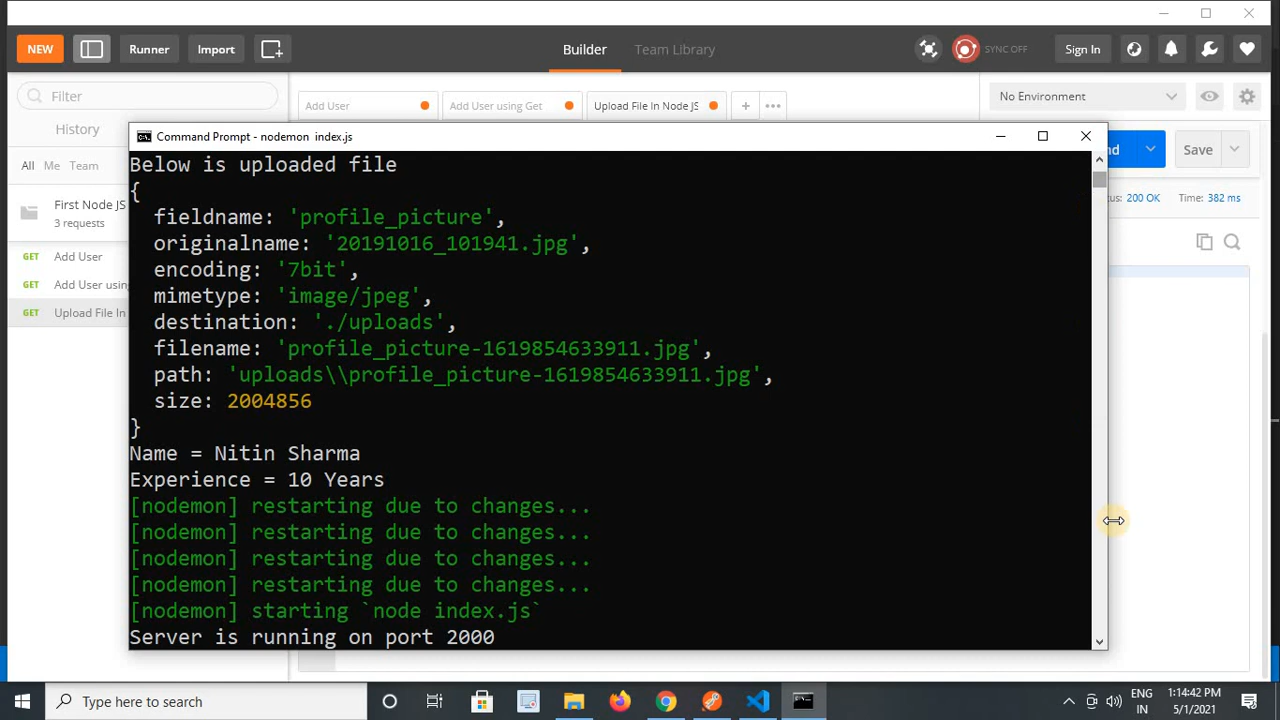 NEW
Runner
Import
Builder
Team Library
SYNC OFF
Sign In
Filter
Add User
Add User using Get
Upload File In Node JS
+
•••
No Environment
History
Command Prompt - nodemon  index.js
All
Me
Team
nd
Save
First Node JS
3 requests
us: 200 OK
Time: 382 ms
GET Add User
GET Add User using
GET Upload File In
Below is uploaded file
{
  fieldname: 'profile_picture',
  originalname: '20191016_101941.jpg',
  encoding: '7bit',
  mimetype: 'image/jpeg',
  destination: './uploads',
  filename: 'profile_picture-1619854633911.jpg',
  path: 'uploads\\profile_picture-1619854633911.jpg',
  size: 2004856
}
Name = Nitin Sharma
Experience = 10 Years
[nodemon] restarting due to changes...
[nodemon] restarting due to changes...
[nodemon] restarting due to changes...
[nodemon] restarting due to changes...
[nodemon] starting `node index.js`
Server is running on port 2000
Type here to search
ENG
IN
1:14:42 PM
5/1/2021